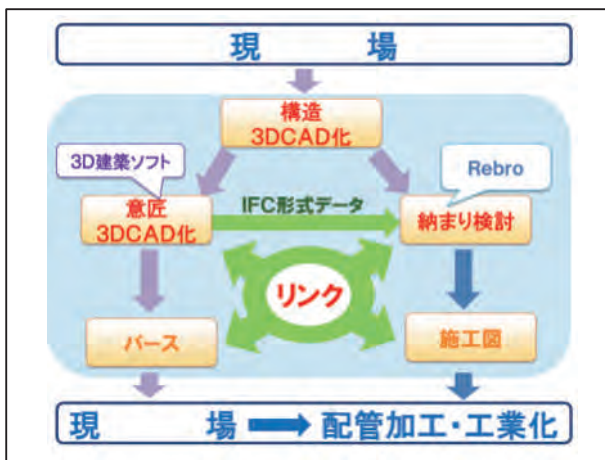 現　場
構造
3DCAD化
3D建築ソフト
Rebro
意匠
3DCAD化
IFC形式データ
納まり検討
リンク
パース
施工図
現　場 ➡ 配管加工・工業化